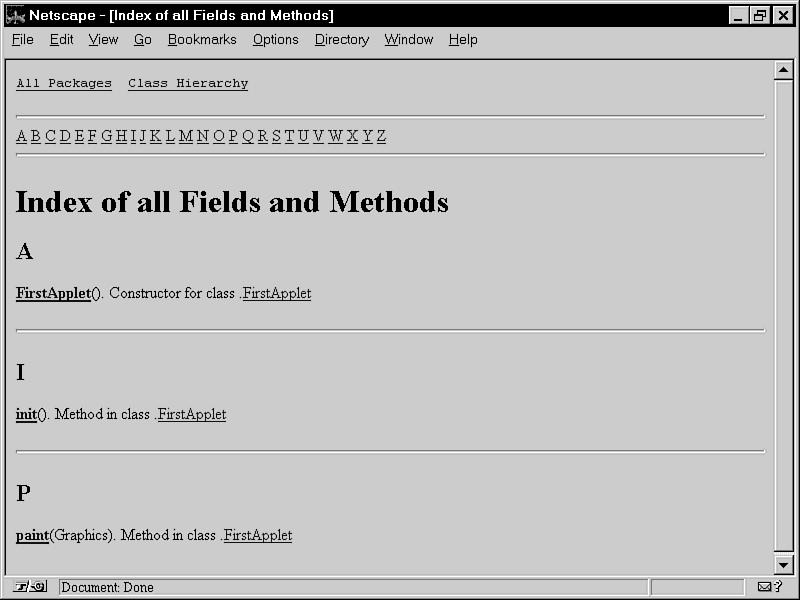 Netscape - [Index of all Fields and Methods]
File Edit View Go Bookmarks Options Directory Window Help
All Packages Class Hierarchy
A B C D E F G H I J K L M N O P Q R S T U V W X Y Z
Index of all Fields and Methods
A
FirstApplet(). Constructor for class .FirstApplet
I
init(). Method in class .FirstApplet
P
paint(Graphics). Method in class .FirstApplet
Document: Done
?